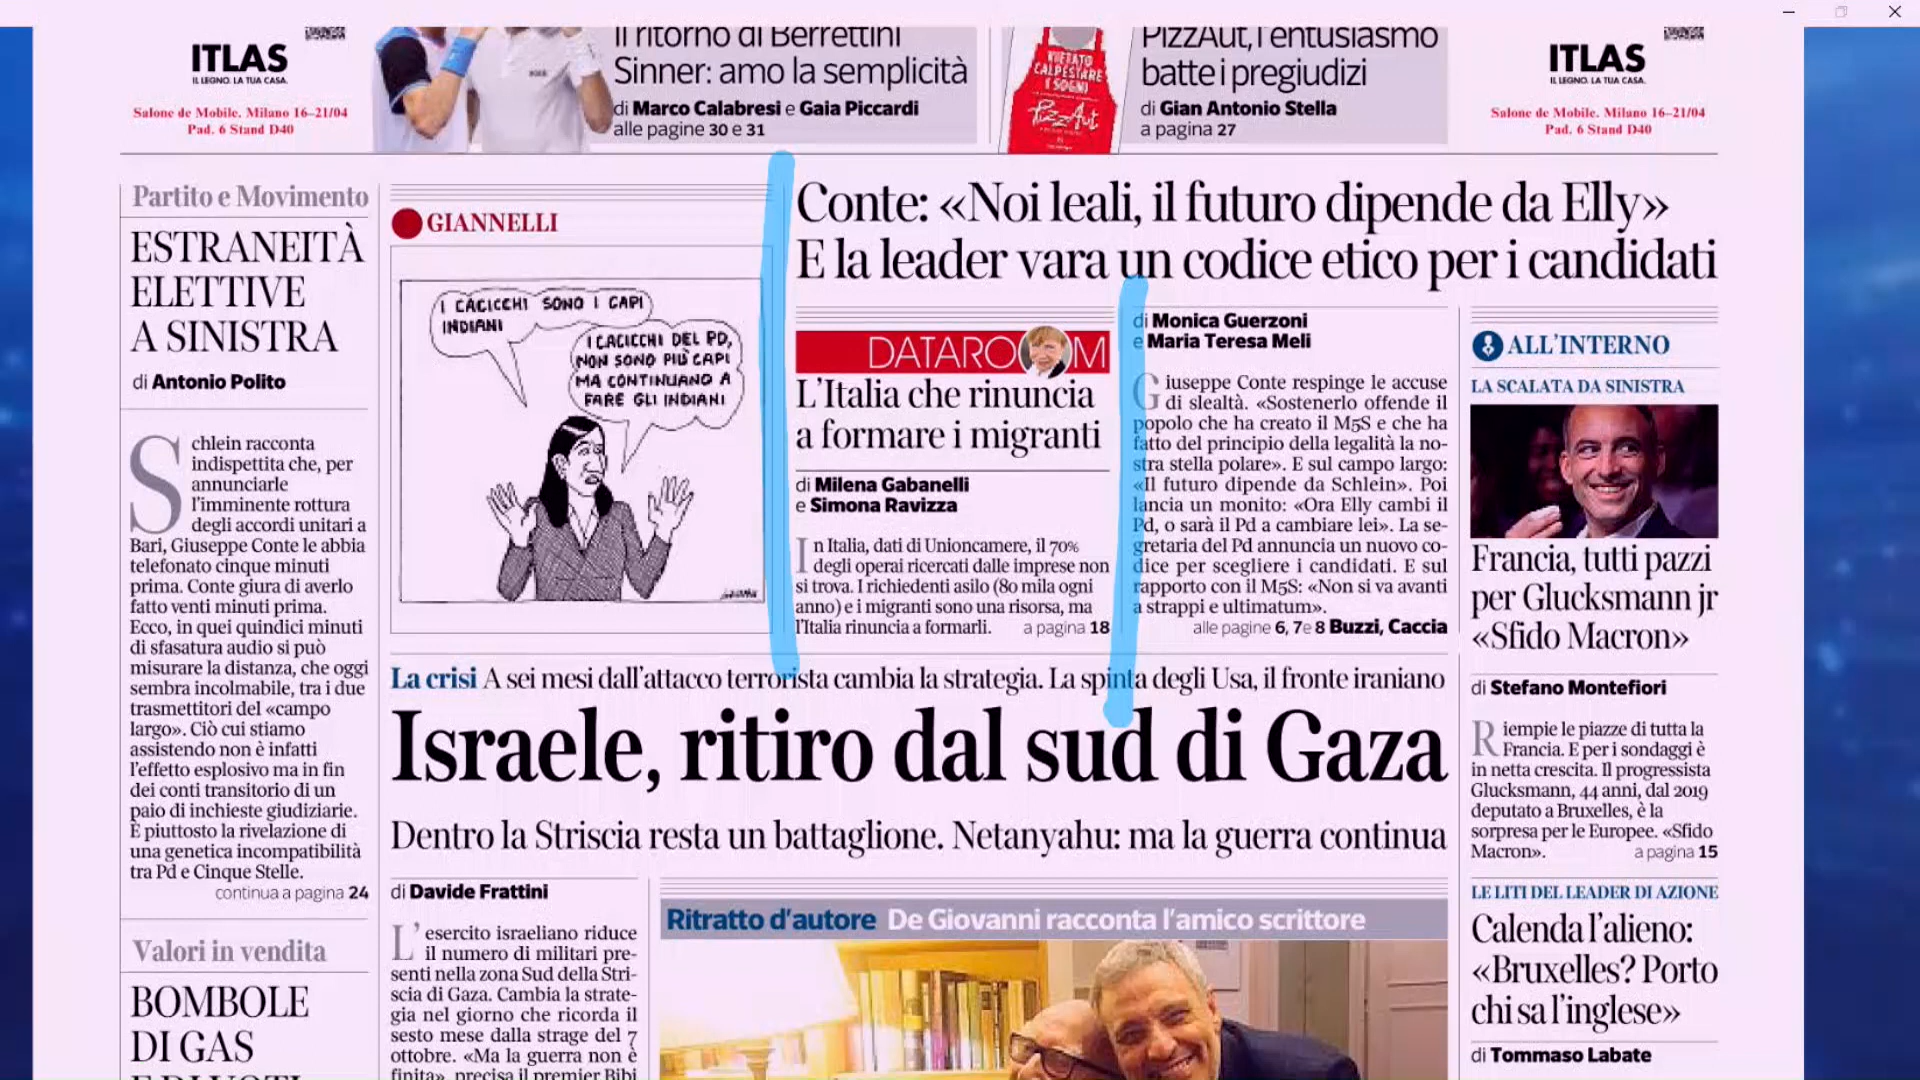 ITLAS
IL LEGNO. LA TUA CASA.
Salone de Mobile. Milano 16-21/04
Pad. 6 Stand D40
Il ritorno di Berrettini
Sinner: amo la semplicità
di Marco Calabresi e Gaia Piccardi
alle pagine 30 e 31
VIETATO
CALPESTARE
I SOGNI
PizzAut
PizzAut, l'entusiasmo
batte i pregiudizi
di Gian Antonio Stella
a pagina 27
ITLAS
IL LEGNO. LA TUA CASA.
Salone de Mobile. Milano 16-21/04
Pad. 6 Stand D40
Partito e Movimento
ESTRANEITÀ
ELETTIVE
A SINISTRA
di Antonio Polito
Schlein racconta
indispettita che, per
annunciarle
l'imminente rottura
degli accordi unitari a
Bari, Giuseppe Conte le abbia
telefonato cinque minuti
prima. Conte giura di averlo
fatto venti minuti prima.
Ecco, in quei quindici minuti
di sfasatura audio si può
misurare la distanza, che oggi
sembra incolmabile, tra i due
trasmettitori del «campo
largo». Ciò cui stiamo
assistendo non è infatti
l'effetto esplosivo ma in fin
dei conti transitorio di un
paio di inchieste giudiziarie.
È piuttosto la rivelazione di
una genetica incompatibilità
tra Pd e Cinque Stelle.
continua a pagina 24
Valori in vendita
BOMBOLE
DI GAS
E DI VOTI
GIANNELLI
I CACICCHI SONO I CAPI
INDIANI
I CACICCHI DEL PD,
NON SONO PIÙ CAPI
MA CONTINUANO A
FARE GLI INDIANI
Conte: «Noi leali, il futuro dipende da Elly»
E la leader vara un codice etico per i candidati
DATAROOM
L'Italia che rinuncia
a formare i migranti
di Milena Gabanelli
e Simona Ravizza
In Italia, dati di Unioncamere, il 70%
degli operai ricercati dalle imprese non
si trova. I richiedenti asilo (80 mila ogni
anno) e i migranti sono una risorsa, ma
l'Italia rinuncia a formarli. a pagina 18
di Monica Guerzoni
e Maria Teresa Meli
Giuseppe Conte respinge le accuse
di slealtà. «Sostenerlo offende il
popolo che ha creato il M5S e che ha
fatto del principio della legalità la no-
stra stella polare». E sul campo largo:
«Il futuro dipende da Schlein». Poi
lancia un monito: «Ora Elly cambi il
Pd, o sarà il Pd a cambiare lei». La se-
gretaria del Pd annuncia un nuovo co-
dice per scegliere i candidati. E sul
rapporto con il M5S: «Non si va avanti
a strappi e ultimatum».
alle pagine 6, 7 e 8 Buzzi, Caccia
ALL'INTERNO
LA SCALATA DA SINISTRA
Francia, tutti pazzi
per Glucksmann jr
«Sfido Macron»
di Stefano Montefiori
Riempie le piazze di tutta la
Francia. E per i sondaggi è
in netta crescita. Il progressista
Glucksmann, 44 anni, dal 2019
deputato a Bruxelles, è la
sorpresa per le Europee. «Sfido
Macron». a pagina 15
LE LITI DEL LEADER DI AZIONE
Calenda l'alieno:
«Bruxelles? Porto
chi sa l'inglese»
di Tommaso Labate
La crisi A sei mesi dall'attacco terrorista cambia la strategia. La spinta degli Usa, il fronte iraniano
Israele, ritiro dal sud di Gaza
Dentro la Striscia resta un battaglione. Netanyahu: ma la guerra continua
di Davide Frattini
L'esercito israeliano riduce
il numero di militari pre-
senti nella zona Sud della Stri-
scia di Gaza. Cambia la strate-
gia nel giorno che ricorda il
sesto mese dalla strage del 7
ottobre. «Ma la guerra non è
finita», precisa il premier Bibi
Ritratto d'autore De Giovanni racconta l'amico scrittore